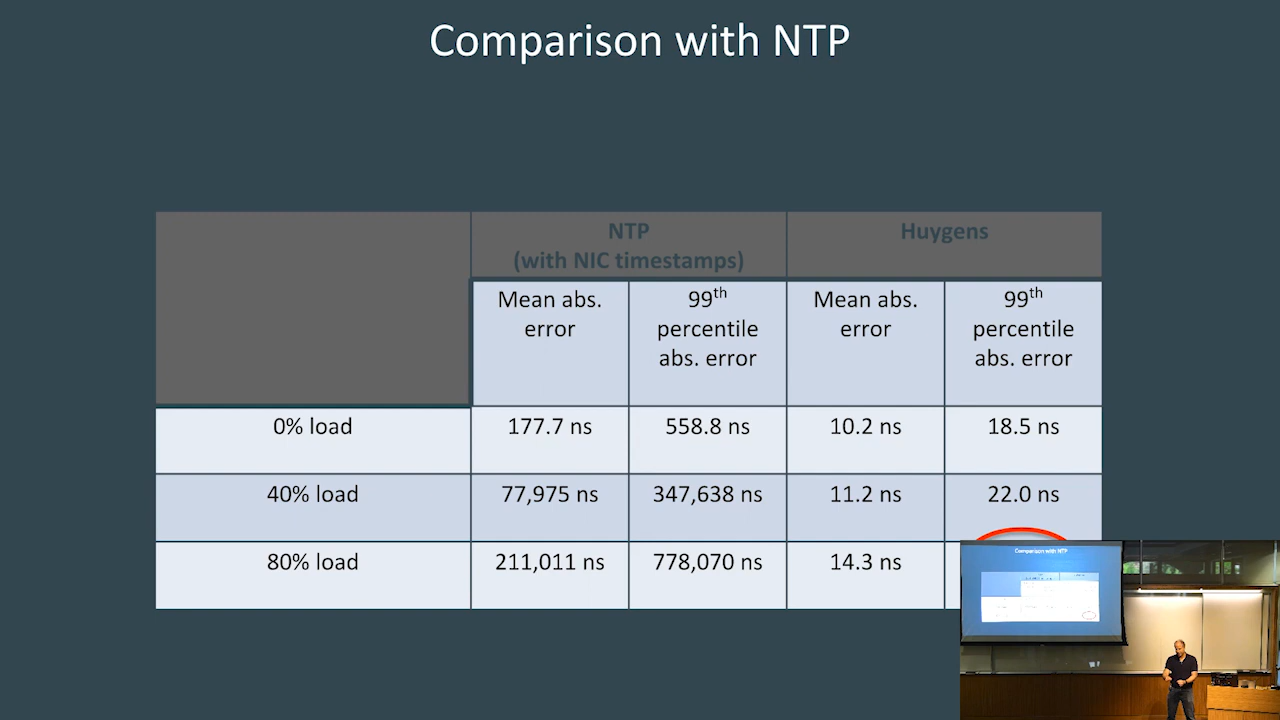 Comparison with NTP
NTP
(with NIC timestamps)
Huygens
Mean abs.
error
99th
percentile
abs. error
Mean abs.
error
99th
percentile
abs. error
0% load
177.7 ns
558.8 ns
10.2 ns
18.5 ns
40% load
77,975 ns
347,638 ns
11.2 ns
22.0 ns
80% load
211,011 ns
778,070 ns
14.3 ns
Comparison with NTP